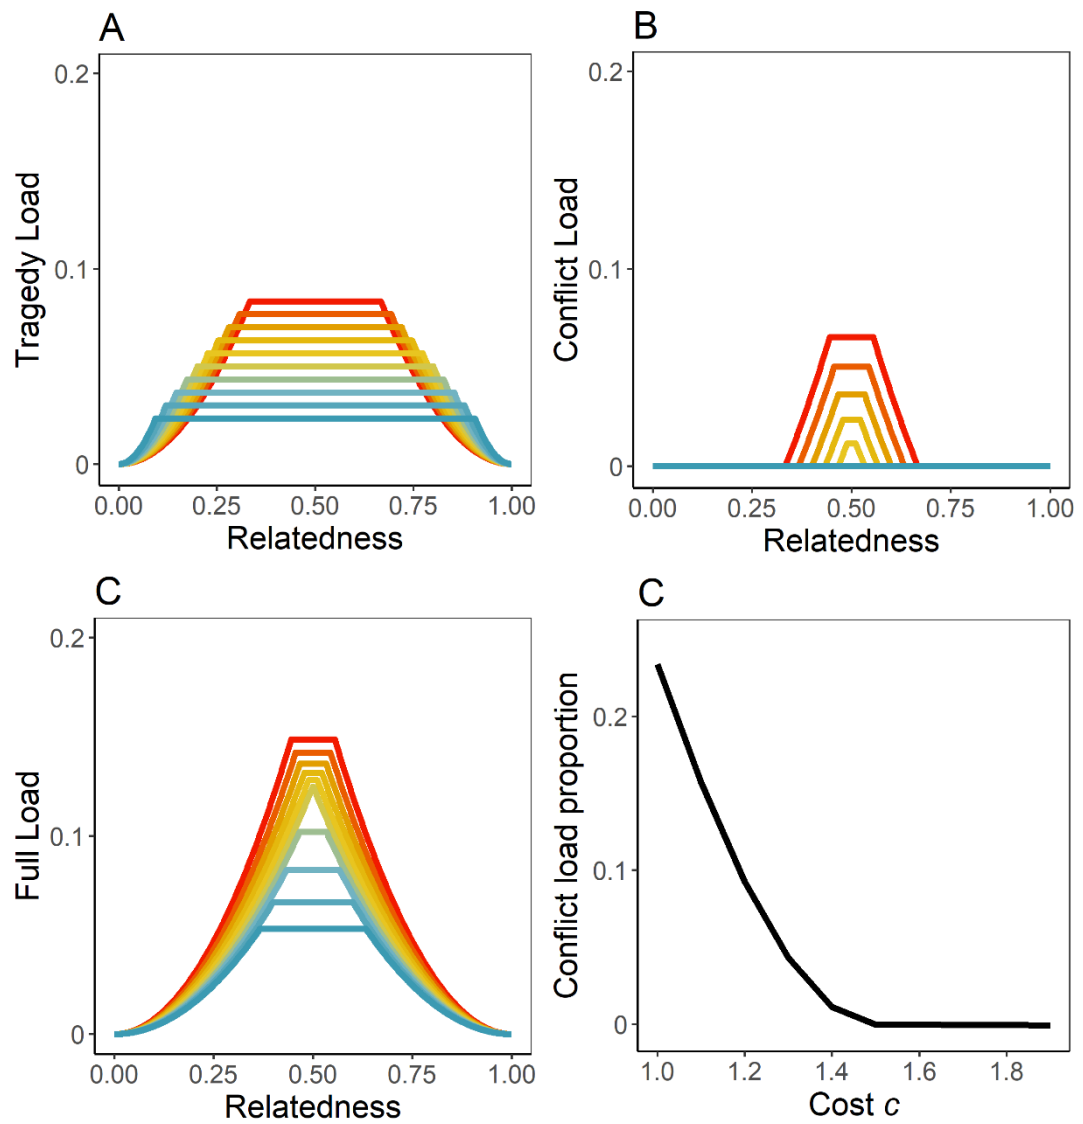 A
Tragedy Load
0.2
0.1
0
0.00 0.25 0.50 0.75 1.00
Relatedness
B
Conflict Load
0.2
0.1
0
0.00 0.25 0.50 0.75 1.00
Relatedness
C
Full Load
0.2
0.1
0
0.00 0.25 0.50 0.75 1.00
Relatedness
C
Conflict load proportion
0.2
0.1
0
1.0 1.2 1.4 1.6 1.8
Cost c